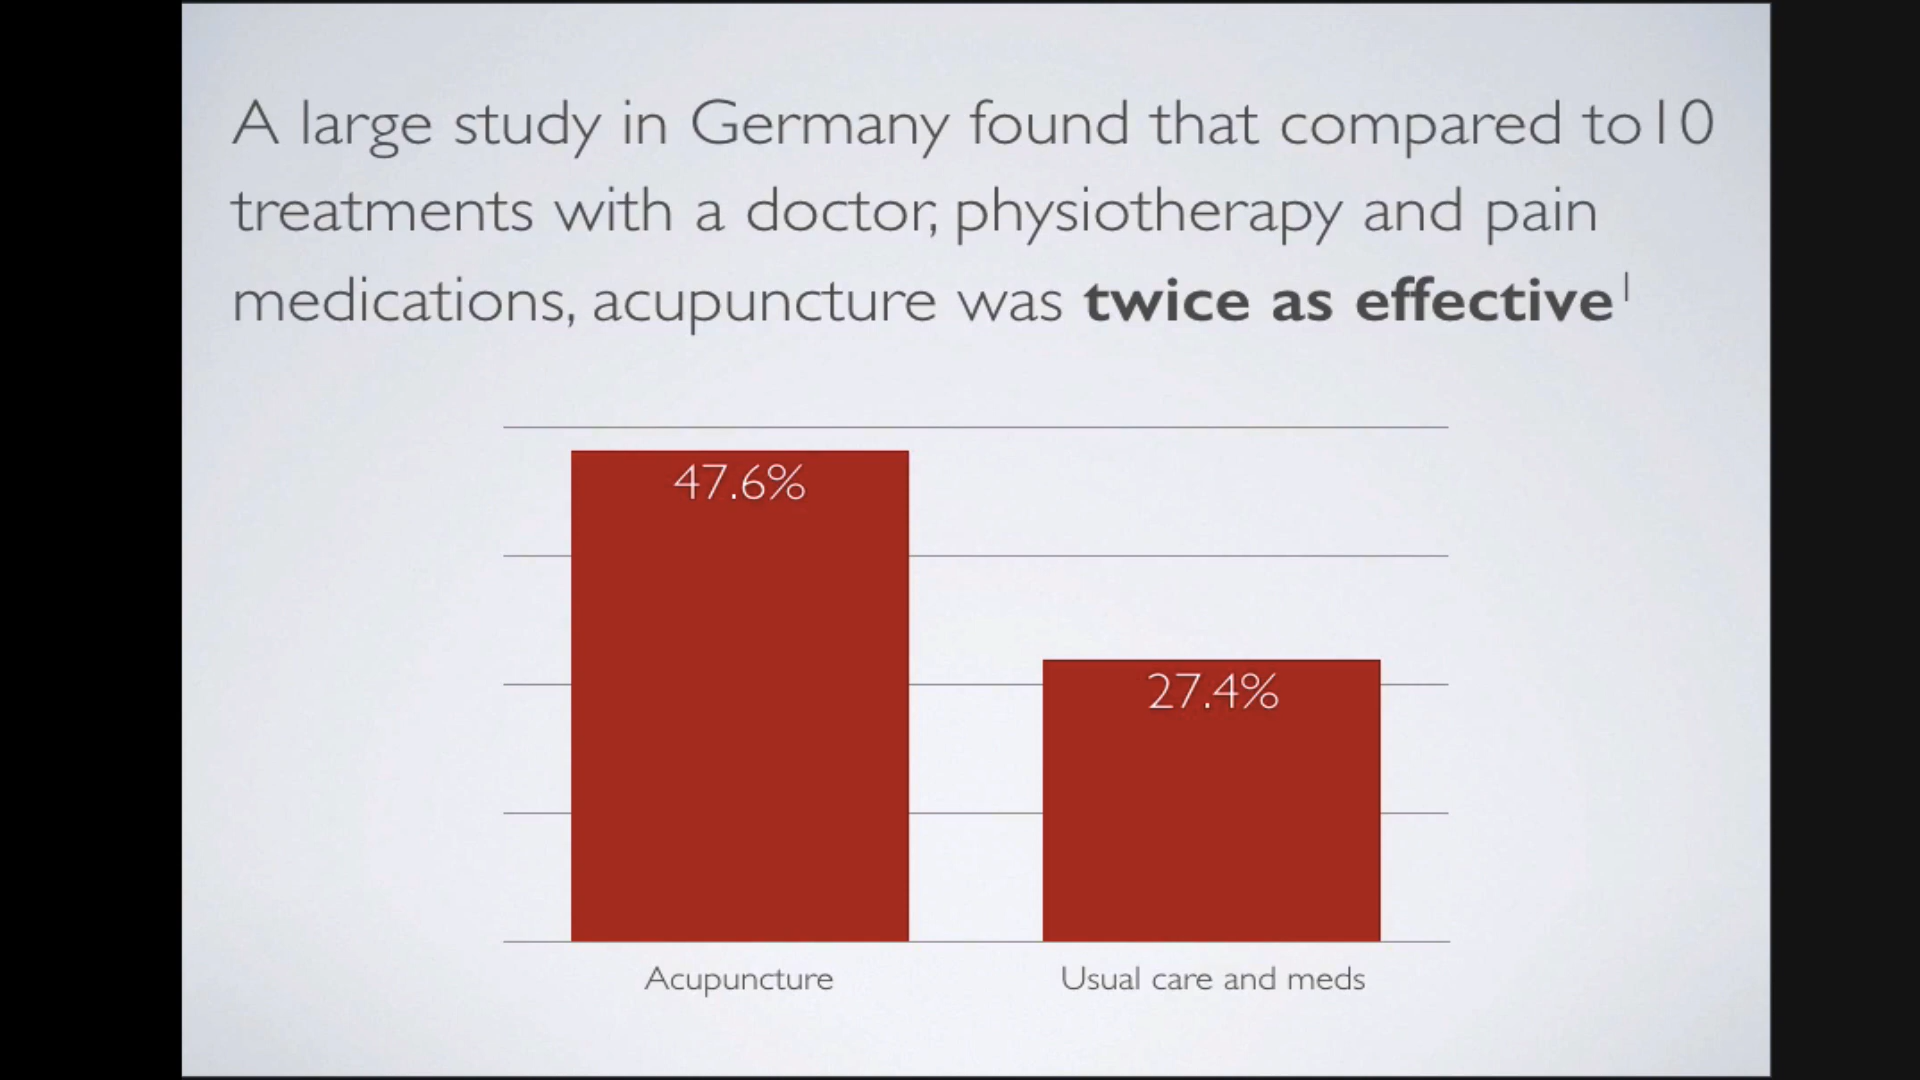 A large study in Germany found that compared to10
treatments with a doctor, physiotherapy and pain
medications, acupuncture was twice as effective1
47.6%
27.4%
Acupuncture
Usual care and meds